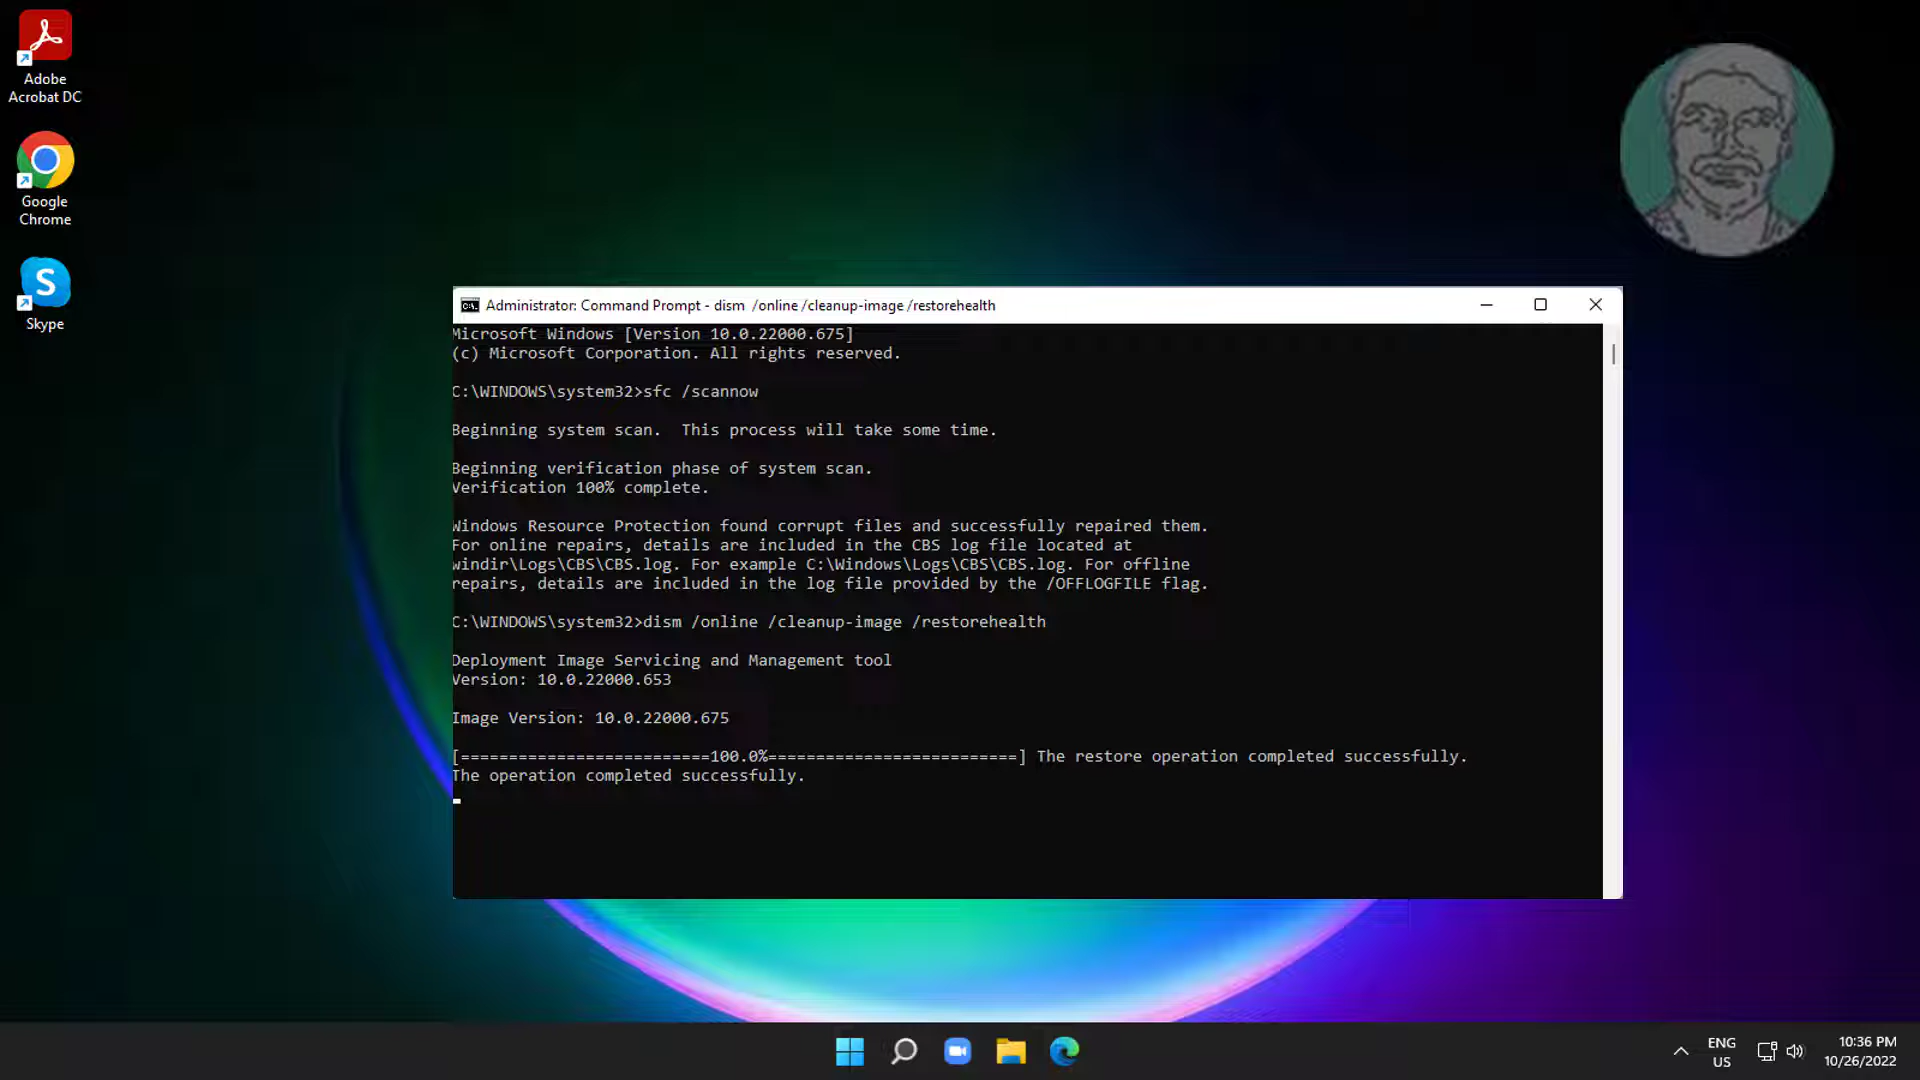 Adobe
Acrobat DC
Google
Chrome
S
Skype
Administrator: Command Prompt - dism  /online /cleanup-image /restorehealth
Microsoft Windows [Version 10.0.22000.675]
(c) Microsoft Corporation. All rights reserved.
C:\WINDOWS\system32>sfc /scannow
Beginning system scan.  This process will take some time.
Beginning verification phase of system scan.
Verification 100% complete.
Windows Resource Protection found corrupt files and successfully repaired them.
For online repairs, details are included in the CBS log file located at
windir\Logs\CBS\CBS.log. For example C:\Windows\Logs\CBS\CBS.log. For offline
repairs, details are included in the log file provided by the /OFFLOGFILE flag.
C:\WINDOWS\system32>dism /online /cleanup-image /restorehealth
Deployment Image Servicing and Management tool
Version: 10.0.22000.653
Image Version: 10.0.22000.675
[==========================100.0%==========================] The restore operation completed successfully.
The operation completed successfully.
ENG
US
10:36 PM
10/26/2022